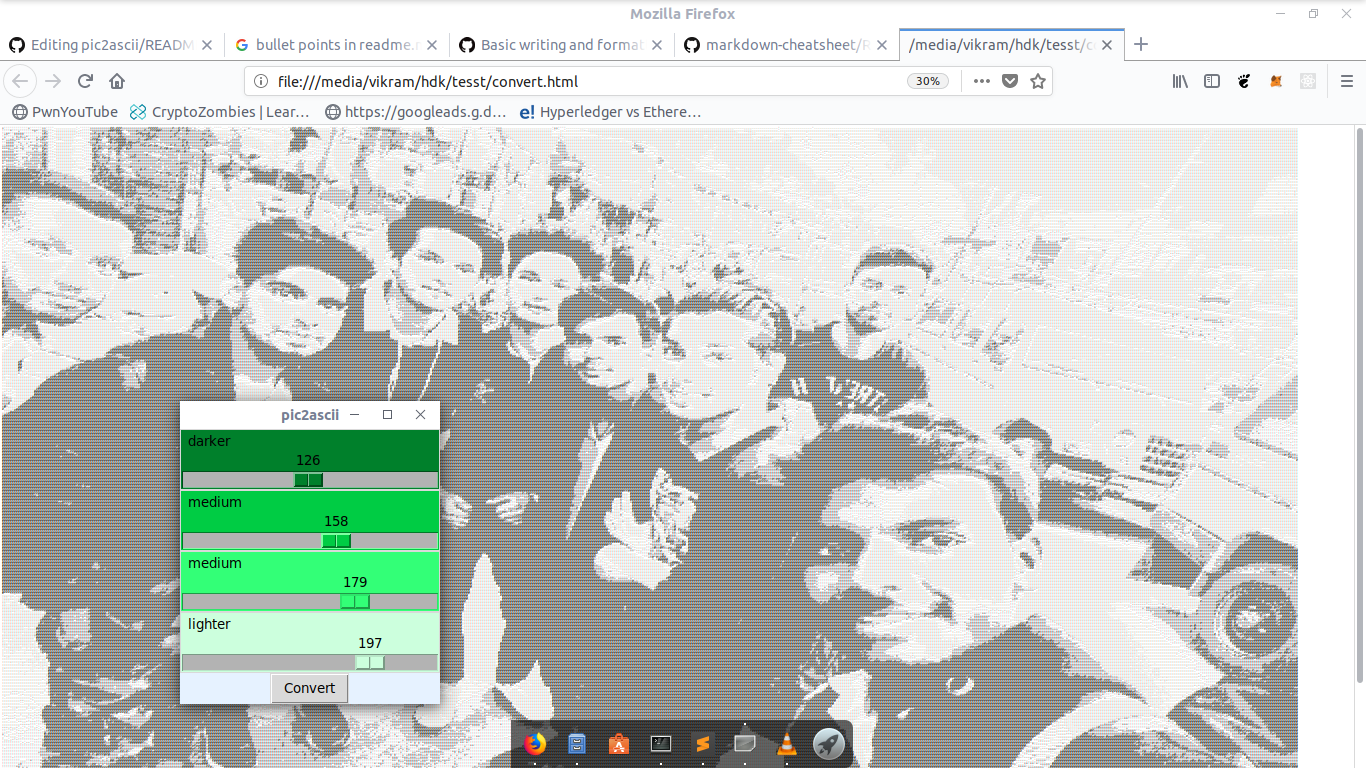 Mozilla Firefox
Editing pic2ascii/READM
bullet points in readme.r
Basic writing and format
markdown-cheatsheet/R
/media/vikram/hdk/tesst/c
file:///media/vikram/hdk/tesst/convert.html
30%
PwnYouTube
CryptoZombies | Lear…
https://googleads.g.d…
e! Hyperledger vs Ethere…
pic2ascii
darker
126
medium
158
medium
179
lighter
197
Convert